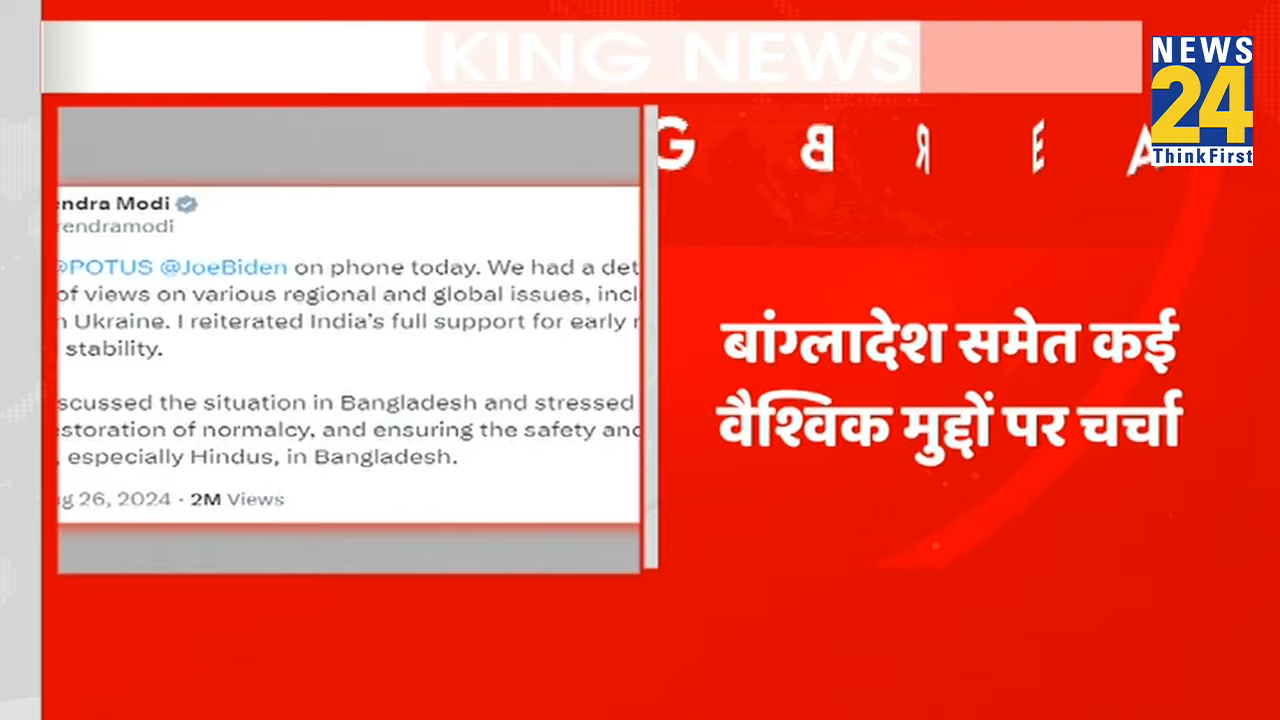 KING NEWS
NEWS
24
ThinkFirst
G B R E A
endra Modi
rendramodi
@POTUS @JoeBiden on phone today. We had a det
of views on various regional and global issues, incl
n Ukraine. I reiterated India's full support for early r
stability.
scussed the situation in Bangladesh and stressed
estoration of normalcy, and ensuring the safety and
, especially Hindus, in Bangladesh.
g 26, 2024 · 2M Views
बांग्लादेश समेत कई
वैश्विक मुद्दों पर चर्चा